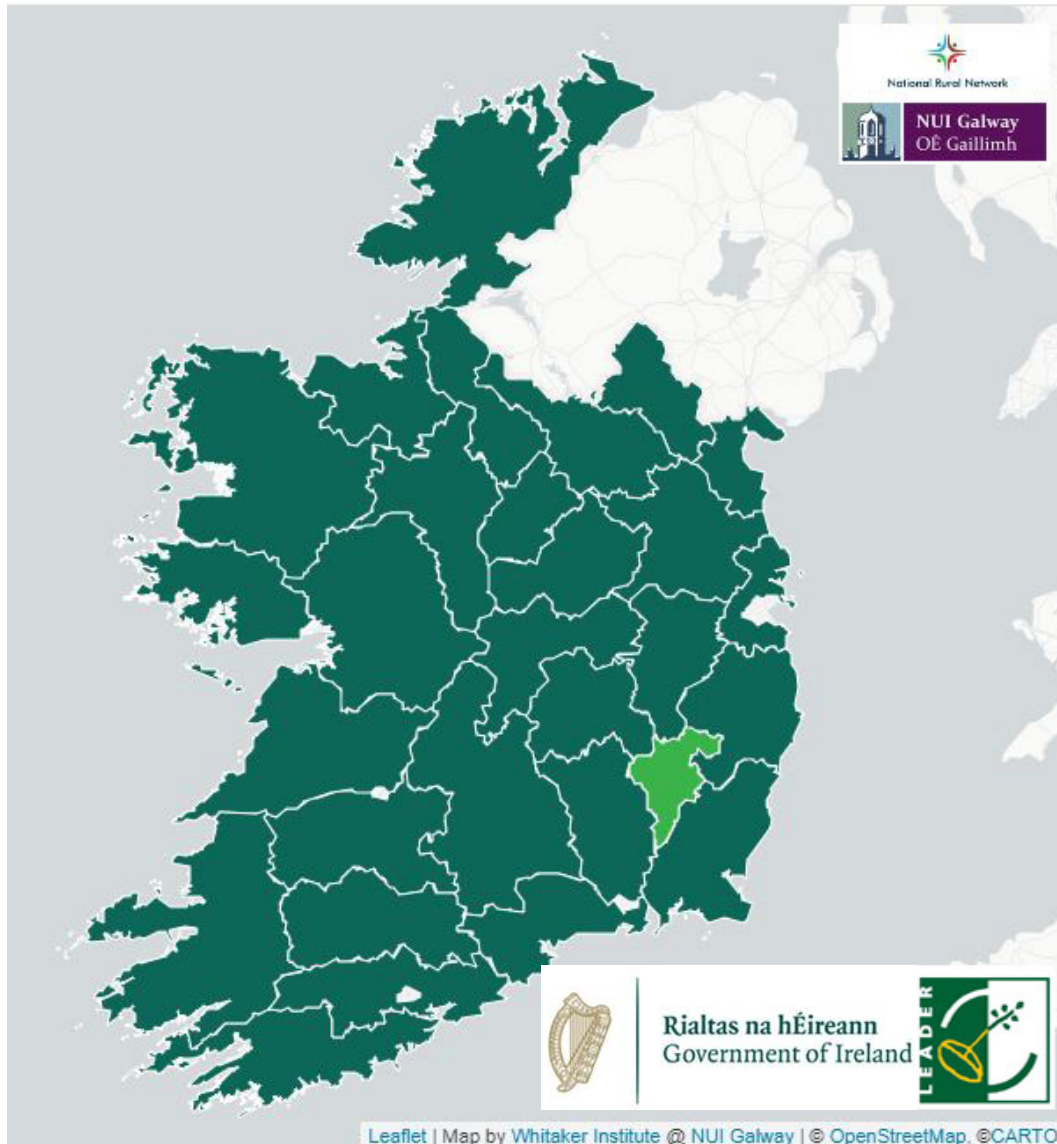 National Rural Network
NUI Galway
OÉ Gaillimh
Rialtas na hÉireann
Government of Ireland
LEADER
Leaflet | Map by Whitaker Institute @ NUI Galway | © OpenStreetMap, ©CARTO